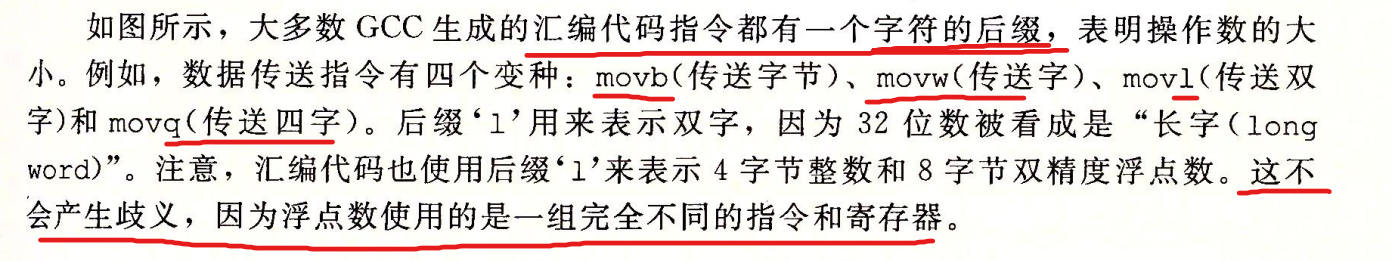 如图所示，大多数 GCC 生成的汇编代码指令都有一个字符的后缀，表明操作数的大
小。例如，数据传送指令有四个变种：movb(传送字节)、movw(传送字)、movl(传送双
字)和 movq(传送四字)。后缀‘l’用来表示双字，因为 32 位数被看成是“长字(long
word)”。注意，汇编代码也使用后缀‘l’来表示 4 字节整数和 8 字节双精度浮点数。这不
会产生歧义，因为浮点数使用的是一组完全不同的指令和寄存器。